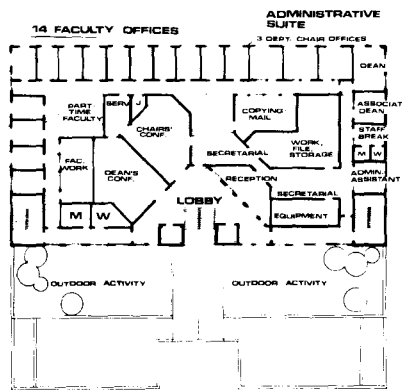 14 FACULTY OFFICES
ADMINISTRATIVE
SUITE
3 DEPT. CHAIR OFFICES
DEAN
PART
TIME
FACULTY
SERV.
J
CHAIRS'
CONF.
COPYING
MAIL
ASSOCIAT
DEAN
STAFF
BREAK
M
W
ADMIN.
ASSISTANT
WORK,
FILE,
STORAGE
SECRETARIAL
FAC.
WORK
DEAN'S
CONF.
RECEPTION
SECRETARIAL
LOBBY
M
W
EQUIPMENT
OUTDOOR ACTIVITY
OUTDOOR ACTIVITY